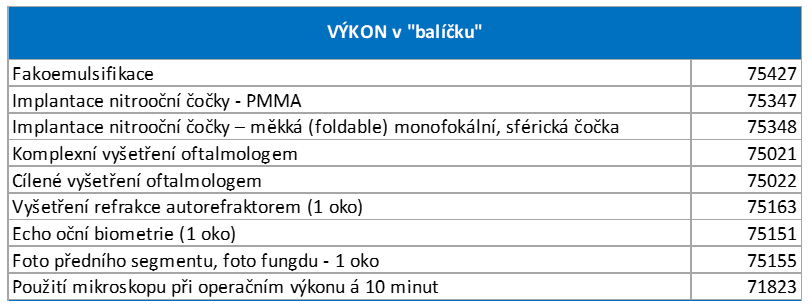 VÝKON v "balíčku"
Fakoemulsifikace 75427
Implantace nitrooční čočky - PMMA 75347
Implantace nitrooční čočky – měkká (foldable) monofokální, sférická čočka 75348
Komplexní vyšetření oftalmologem 75021
Cílené vyšetření oftalmologem 75022
Vyšetření refrakce autorefraktorem (1 oko) 75163
Echo oční biometrie (1 oko) 75151
Foto předního segmentu, foto fungdu - 1 oko 75155
Použití mikroskopu při operačním výkonu á 10 minut 71823